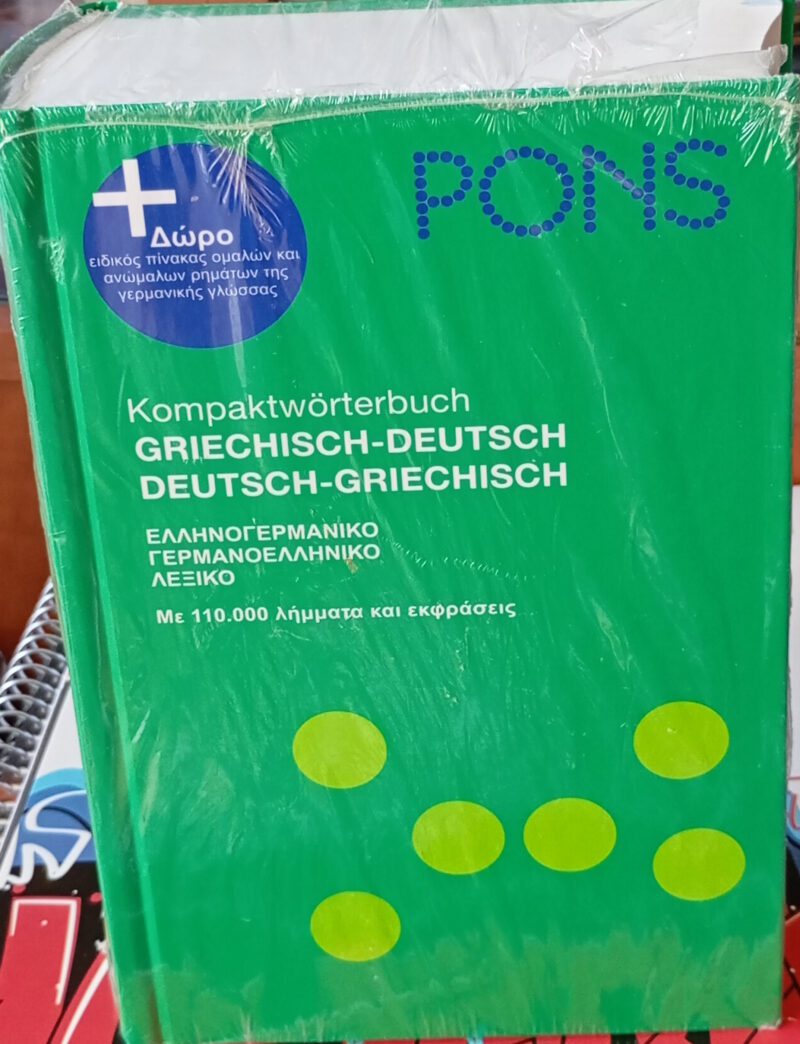 PONS
+
Δώρο
ειδικός πίνακας ομαλών και
ανώμαλων ρημάτων της
γερμανικής γλώσσας
Kompaktwörterbuch
GRIECHISCH-DEUTSCH
DEUTSCH-GRIECHISCH
ΕΛΛΗΝΟΓΕΡΜΑΝΙΚΟ
ΓΕΡΜΑΝΟΕΛΛΗΝΙΚΟ
ΛΕΞΙΚΟ
Με 110.000 λήμματα και εκφράσεις